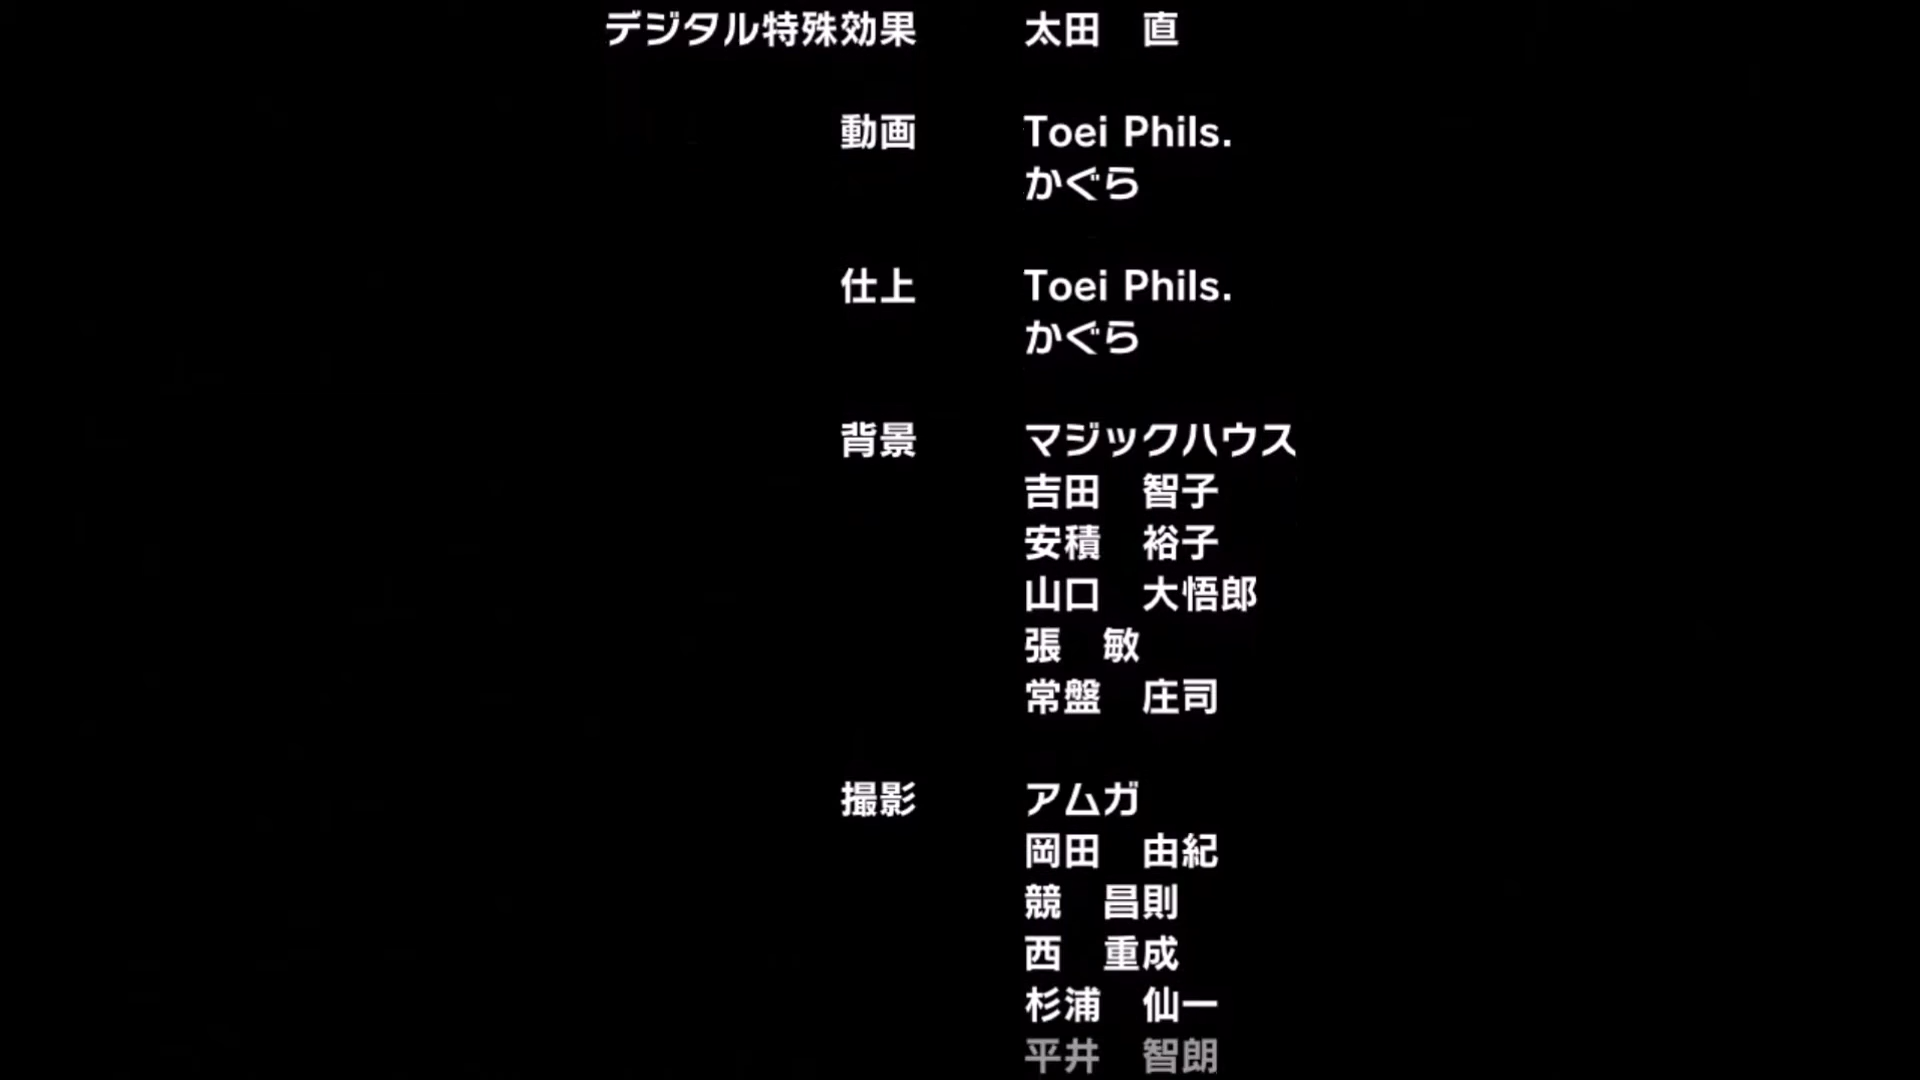 デジタル特殊効果　太田　直
動画　Toei Phils.
かぐら
仕上　Toei Phils.
かぐら
背景　マジックハウス
吉田　智子
安積　裕子
山口　大悟郎
張　敏
常盤　庄司
撮影　アムガ
岡田　由紀
競　昌則
西　重成
杉浦　仙一
平井　智朗